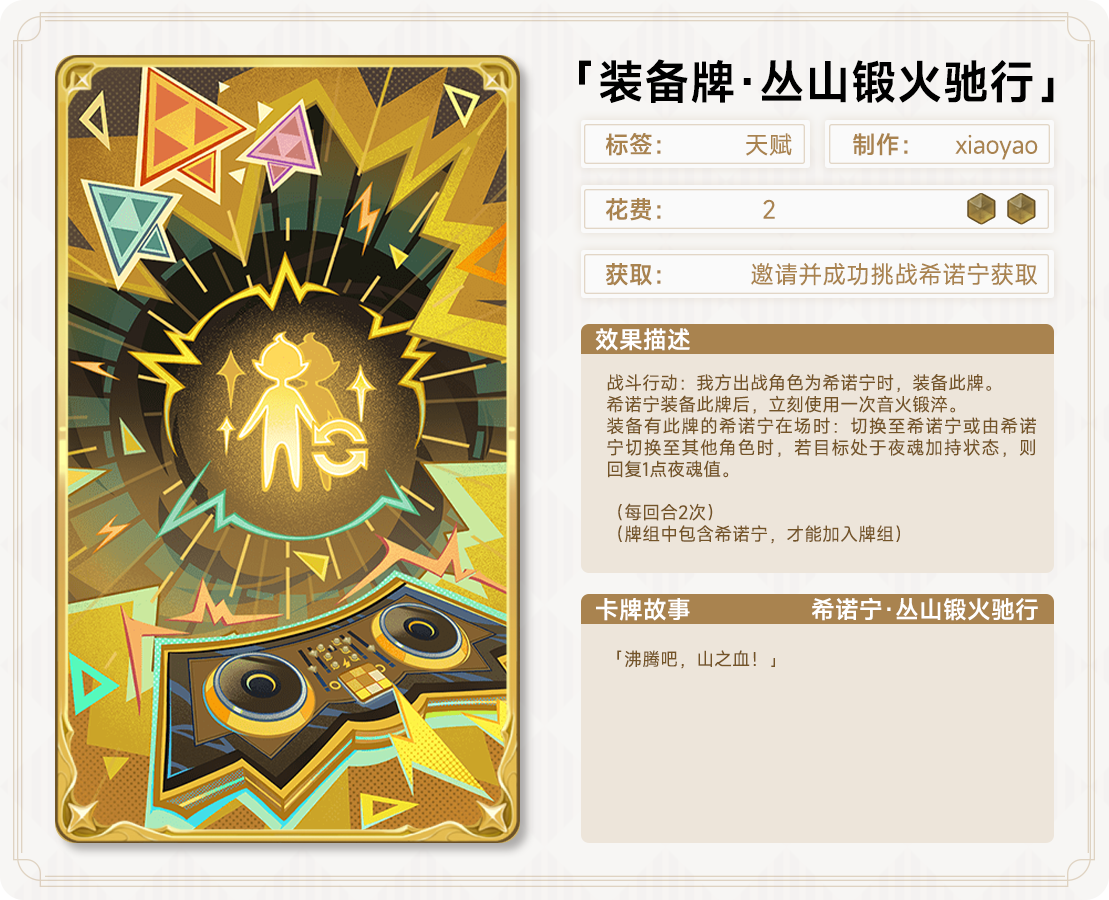 「装备牌·丛山锻火驰行」
标签： 天赋
制作： xiaoyao
花费： 2
获取： 邀请并成功挑战希诺宁获取
效果描述
战斗行动：我方出战角色为希诺宁时，装备此牌。
希诺宁装备此牌后，立刻使用一次音火锻淬。
装备有此牌的希诺宁在场时：切换至希诺宁或由希诺
宁切换至其他角色时，若目标处于夜魂加持状态，则
回复1点夜魂值。
（每回合2次）
（牌组中包含希诺宁，才能加入牌组）
卡牌故事 希诺宁·丛山锻火驰行
「沸腾吧，山之血！」